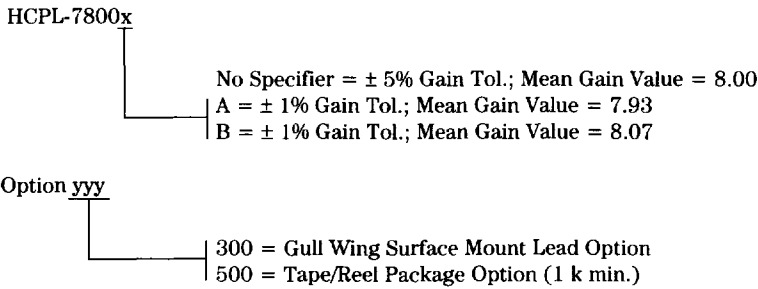 HCPL-7800x
No Specifier = ± 5% Gain Tol.; Mean Gain Value = 8.00
A = ± 1% Gain Tol.; Mean Gain Value = 7.93
B = ± 1% Gain Tol.; Mean Gain Value = 8.07
Option yyy
300 = Gull Wing Surface Mount Lead Option
500 = Tape/Reel Package Option (1 k min.)